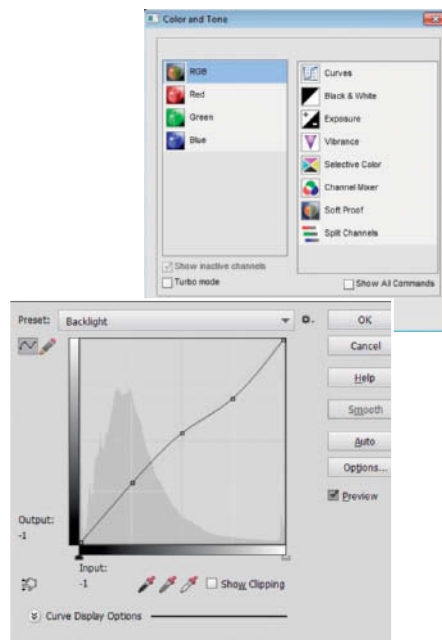 Color and Tone
RGB
Red
Green
Blue
Show inactive channels
Turbo mode
Curves
Black & White
Exposure
Vibrance
Selective Color
Channel Mixer
Soft Proof
Split Channels
Show All Commands
Preset: Backlight
OK
Cancel
Help
Smooth
Auto
Options...
Preview
Output:
-1
Input:
-1
Show Clipping
Curve Display Options